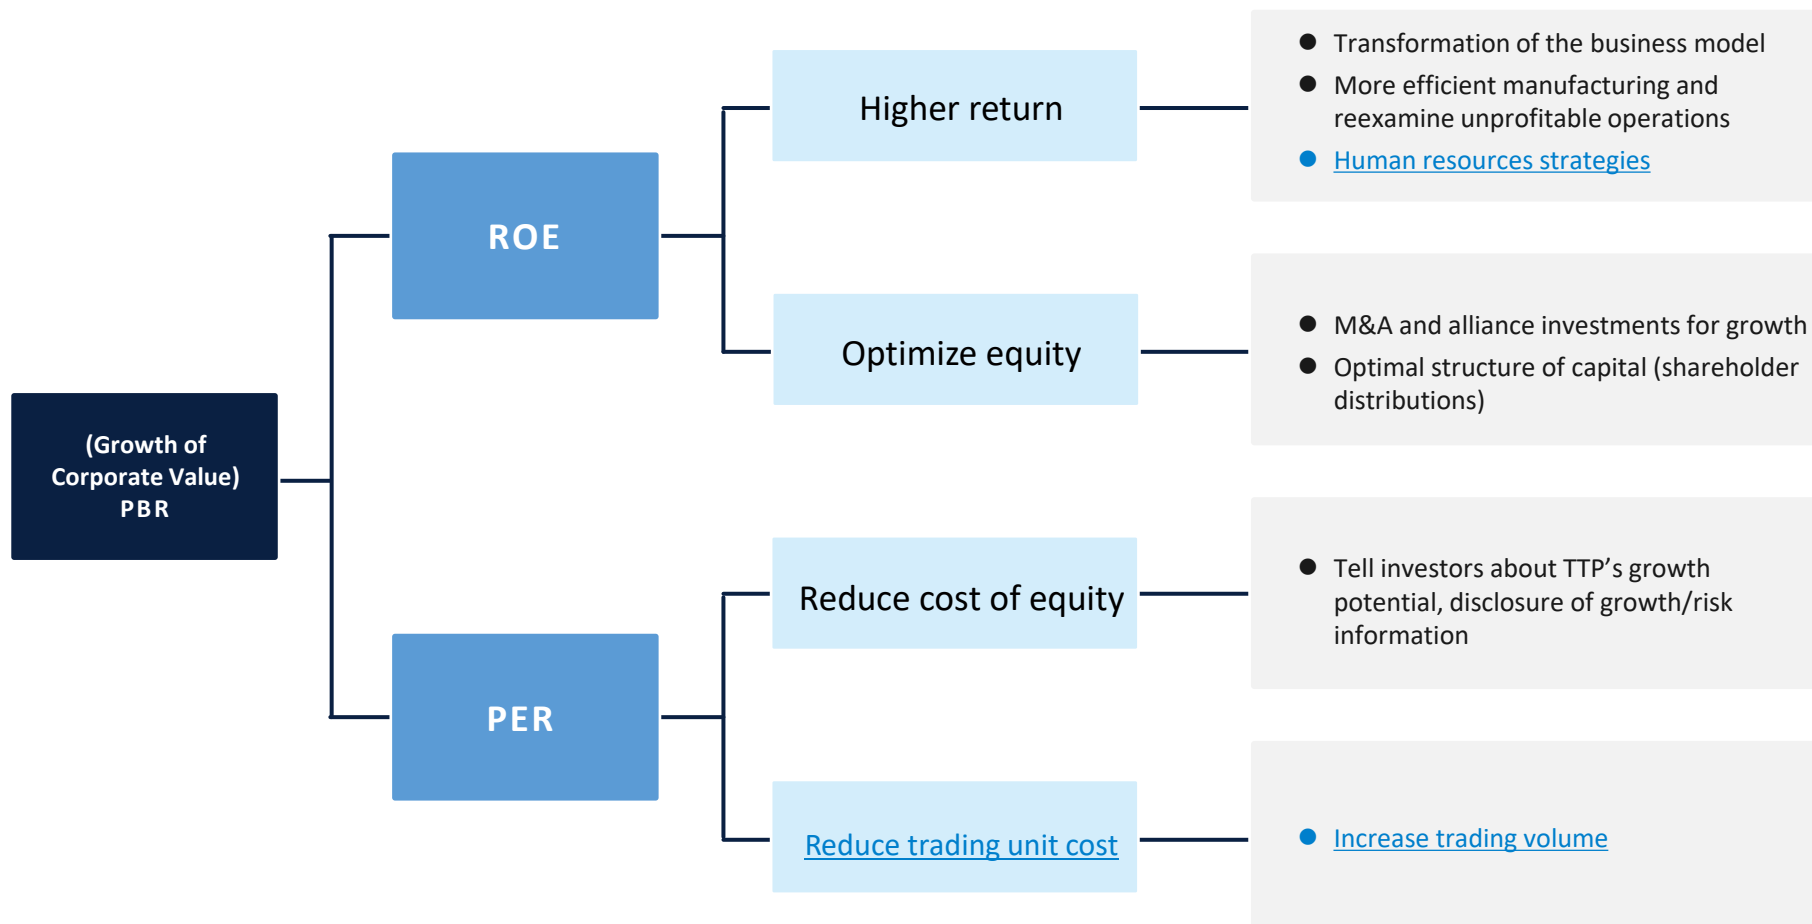 (Growth of
Corporate Value)
PBR
ROE
Higher return
● Transformation of the business model
● More efficient manufacturing and
reexamine unprofitable operations
● Human resources strategies
Optimize equity
● M&A and alliance investments for growth
● Optimal structure of capital (shareholder
distributions)
PER
Reduce cost of equity
● Tell investors about TTP’s growth
potential, disclosure of growth/risk
information
Reduce trading unit cost
● Increase trading volume